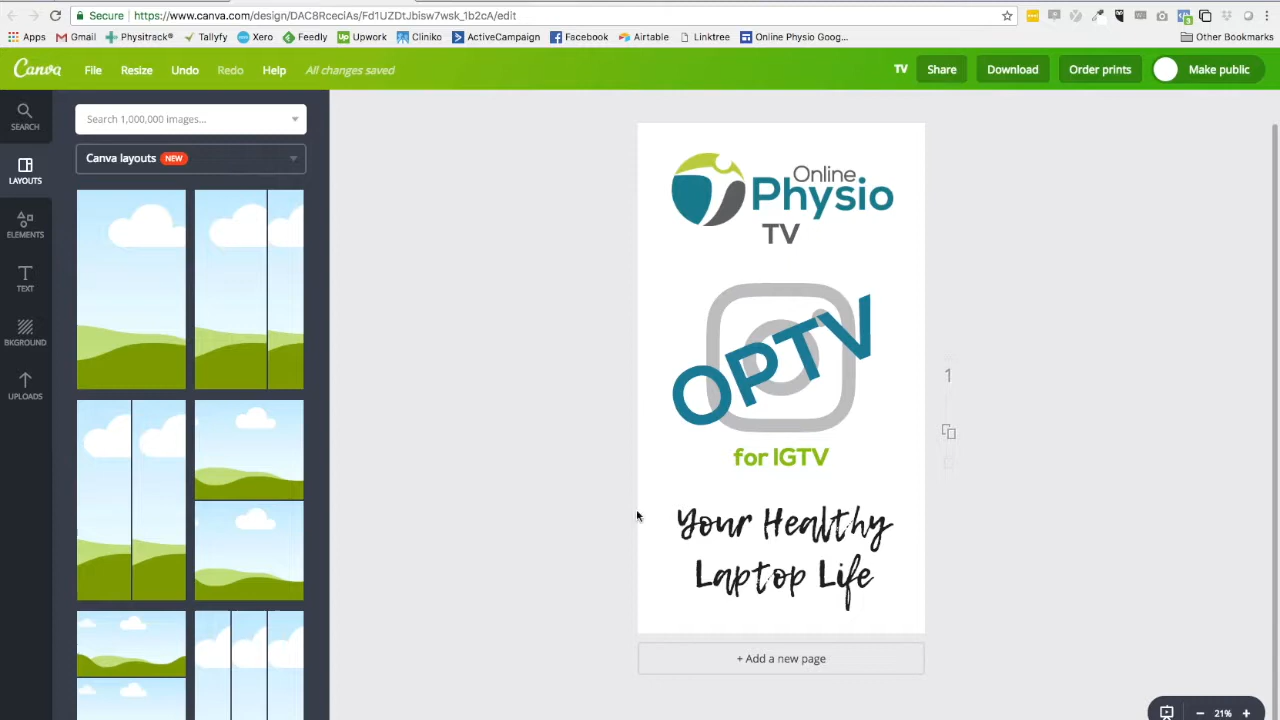 Secure https://www.canva.com/design/DAC8RceciAs/Fd1UZDtJbisw7wsk_1b2cA/edit
Apps Gmail Physitrack® Tallyfy Xero Feedly Upwork Cliniko ActiveCampaign Facebook Airtable Linktree Online Physio Goog... Other Bookmarks
Canva File Resize Undo Redo Help All changes saved TV Share Download Order prints Make public
SEARCH
LAYOUTS
ELEMENTS
TEXT
BKGROUND
UPLOADS
Search 1,000,000 images...
Canva layouts NEW
Online
Physio
TV
OPTV
for IGTV
Your Healthy
Laptop Life
1
+ Add a new page
21%